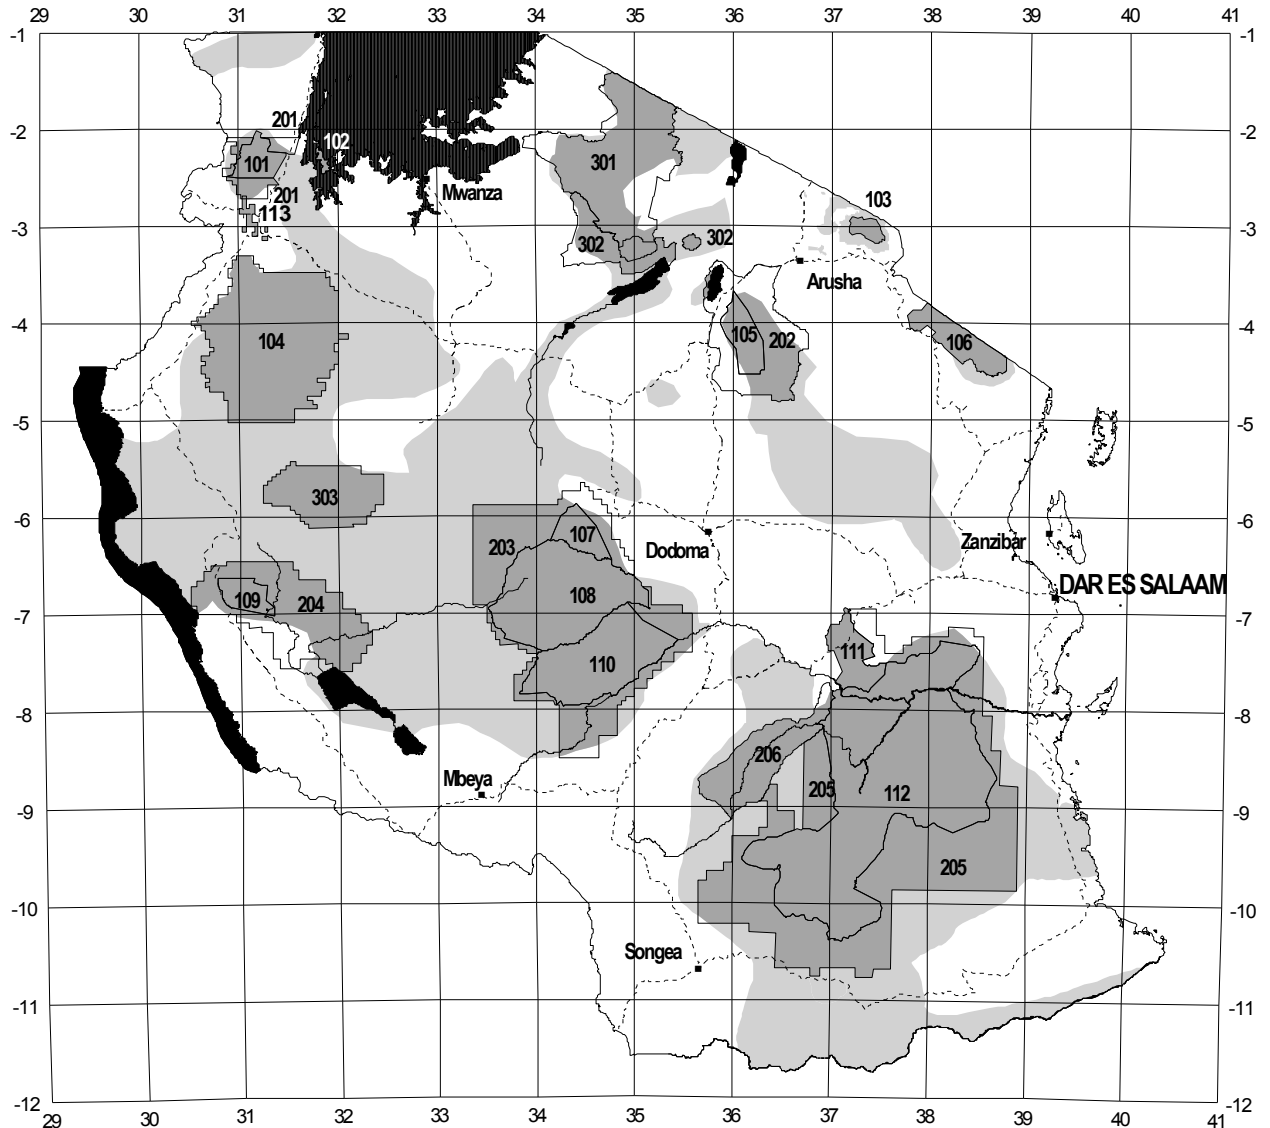 29 30 31 32 33 34 35 36 37 38 39 40 41
-1 -1
-2 201 102 -2
101 301
201 Mwanza 103
113
-3 302 302 -3
Arusha
-4 104 105 202 106 -4
-5 -5
303
-6 203 107 Dodoma Zanzibar -6
109 204 108 DAR ES SALAAM
-7 -7
110 111
-8 -8
206
Mbeya 205 112
-9 -9
205
-10 -10
Songea
-11 -11
-12 -12
29 30 31 32 33 34 35 36 37 38 39 40 41